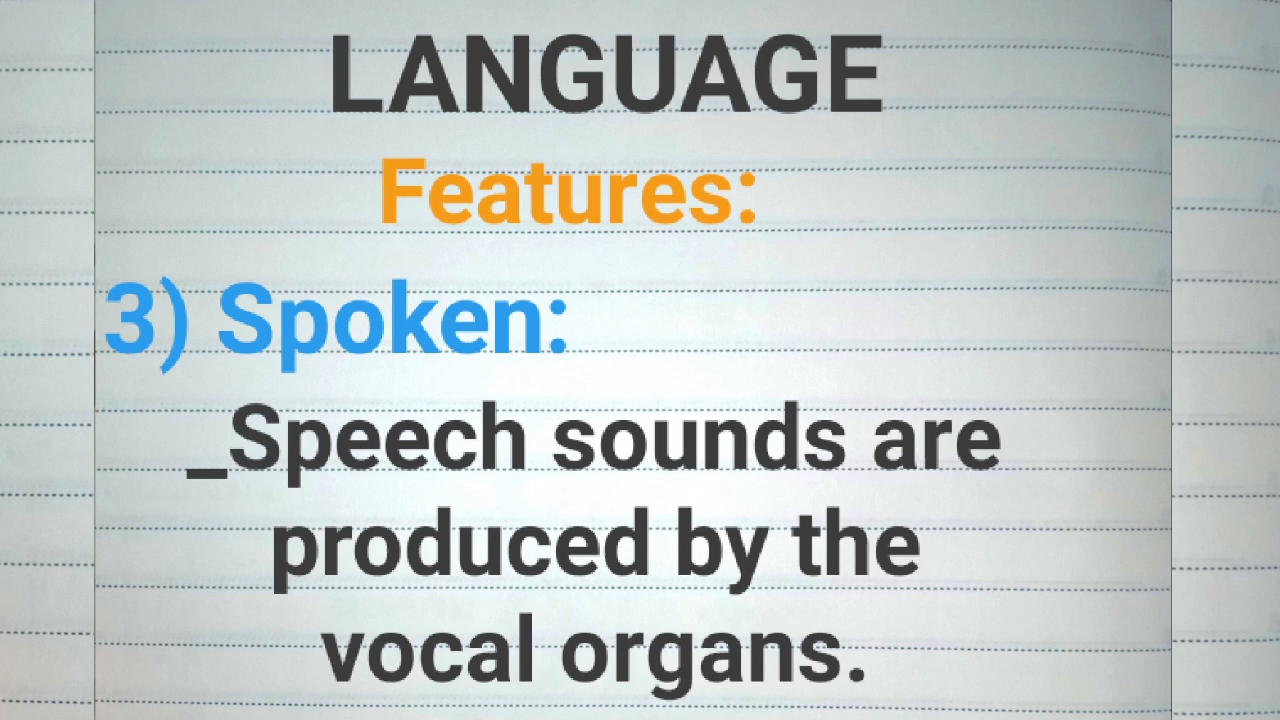 LANGUAGE
Features:
3) Spoken:
_Speech sounds are
produced by the
vocal organs.